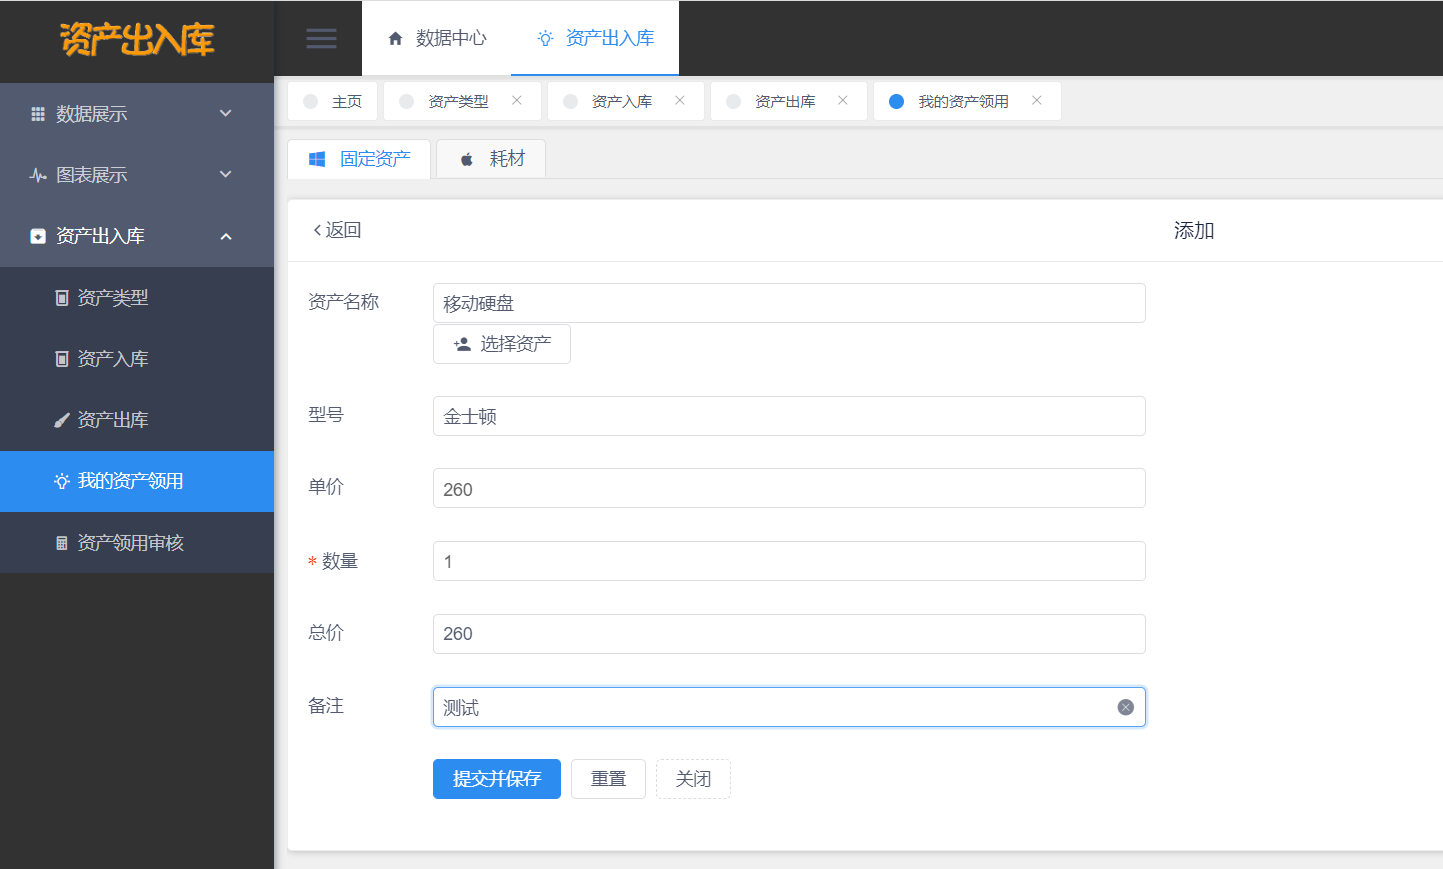 资产出入库
数据中心
资产出入库
数据展示
图表展示
资产出入库
资产类型
资产入库
资产出库
我的资产领用
资产领用审核
主页
资产类型
资产入库
资产出库
我的资产领用
固定资产
耗材
返回
添加
资产名称
移动硬盘
选择资产
型号
金士顿
单价
260
* 数量
1
总价
260
备注
测试
提交并保存
重置
关闭